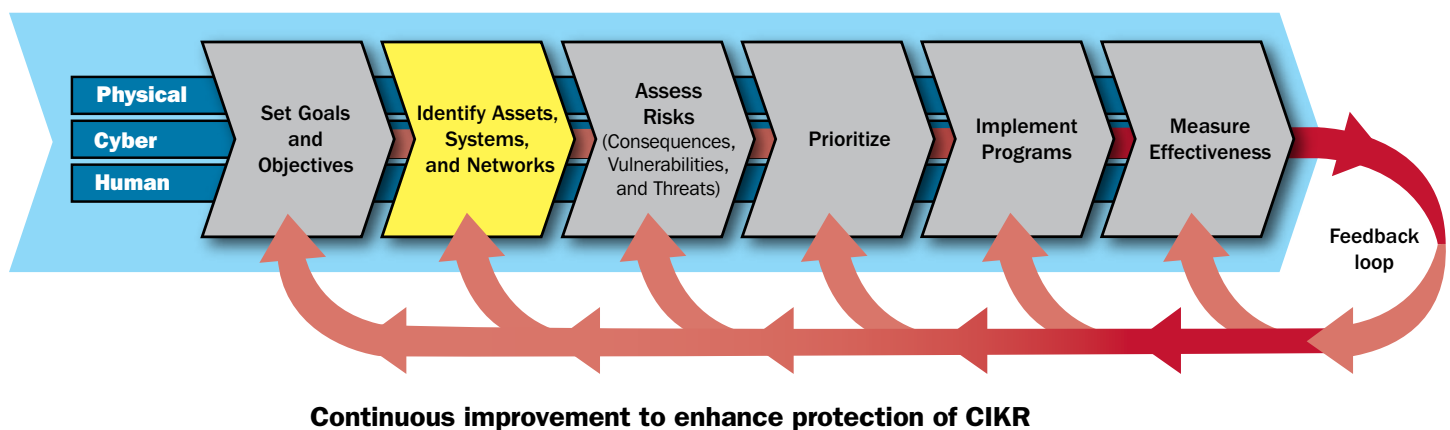 Physical
Cyber
Human
Set Goals
and
Objectives
Identify Assets,
Systems,
and Networks
Assess
Risks
(Consequences,
Vulnerabilities,
and Threats)
Prioritize
Implement
Programs
Measure
Effectiveness
Feedback
loop
Continuous improvement to enhance protection of CIKR